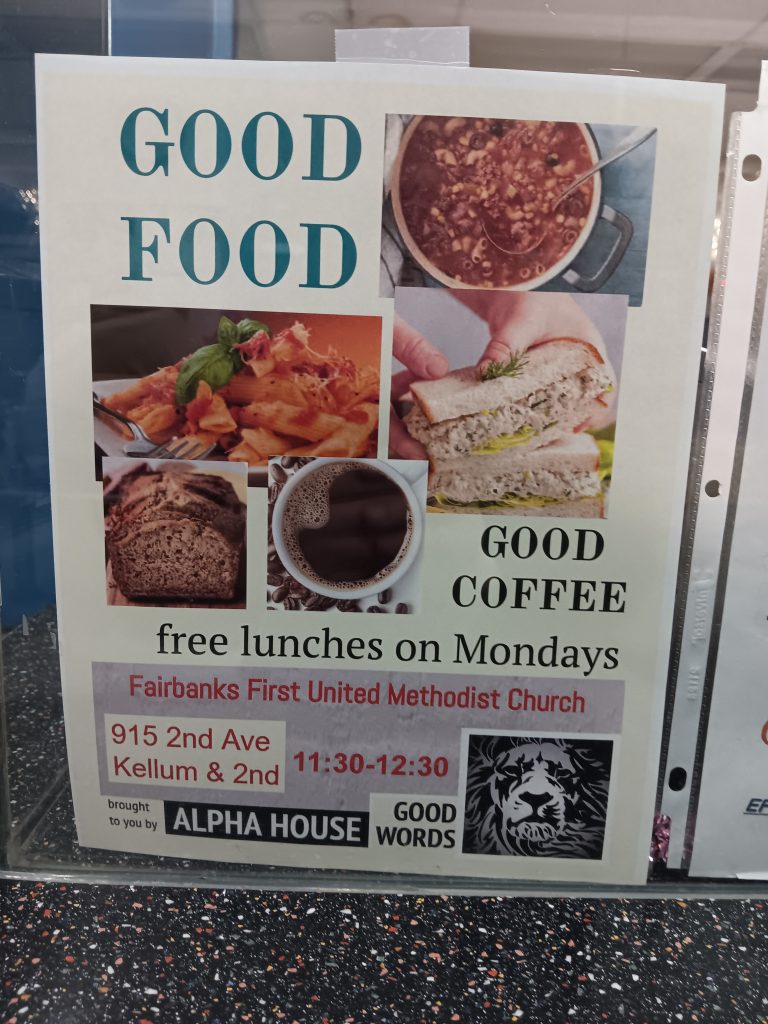 GOOD
FOOD
GOOD
COFFEE
free lunches on Mondays
Fairbanks First United Methodist Church
915 2nd Ave
Kellum & 2nd
11:30-12:30
brought
to you by
ALPHA HOUSE
GOOD
WORDS
EF